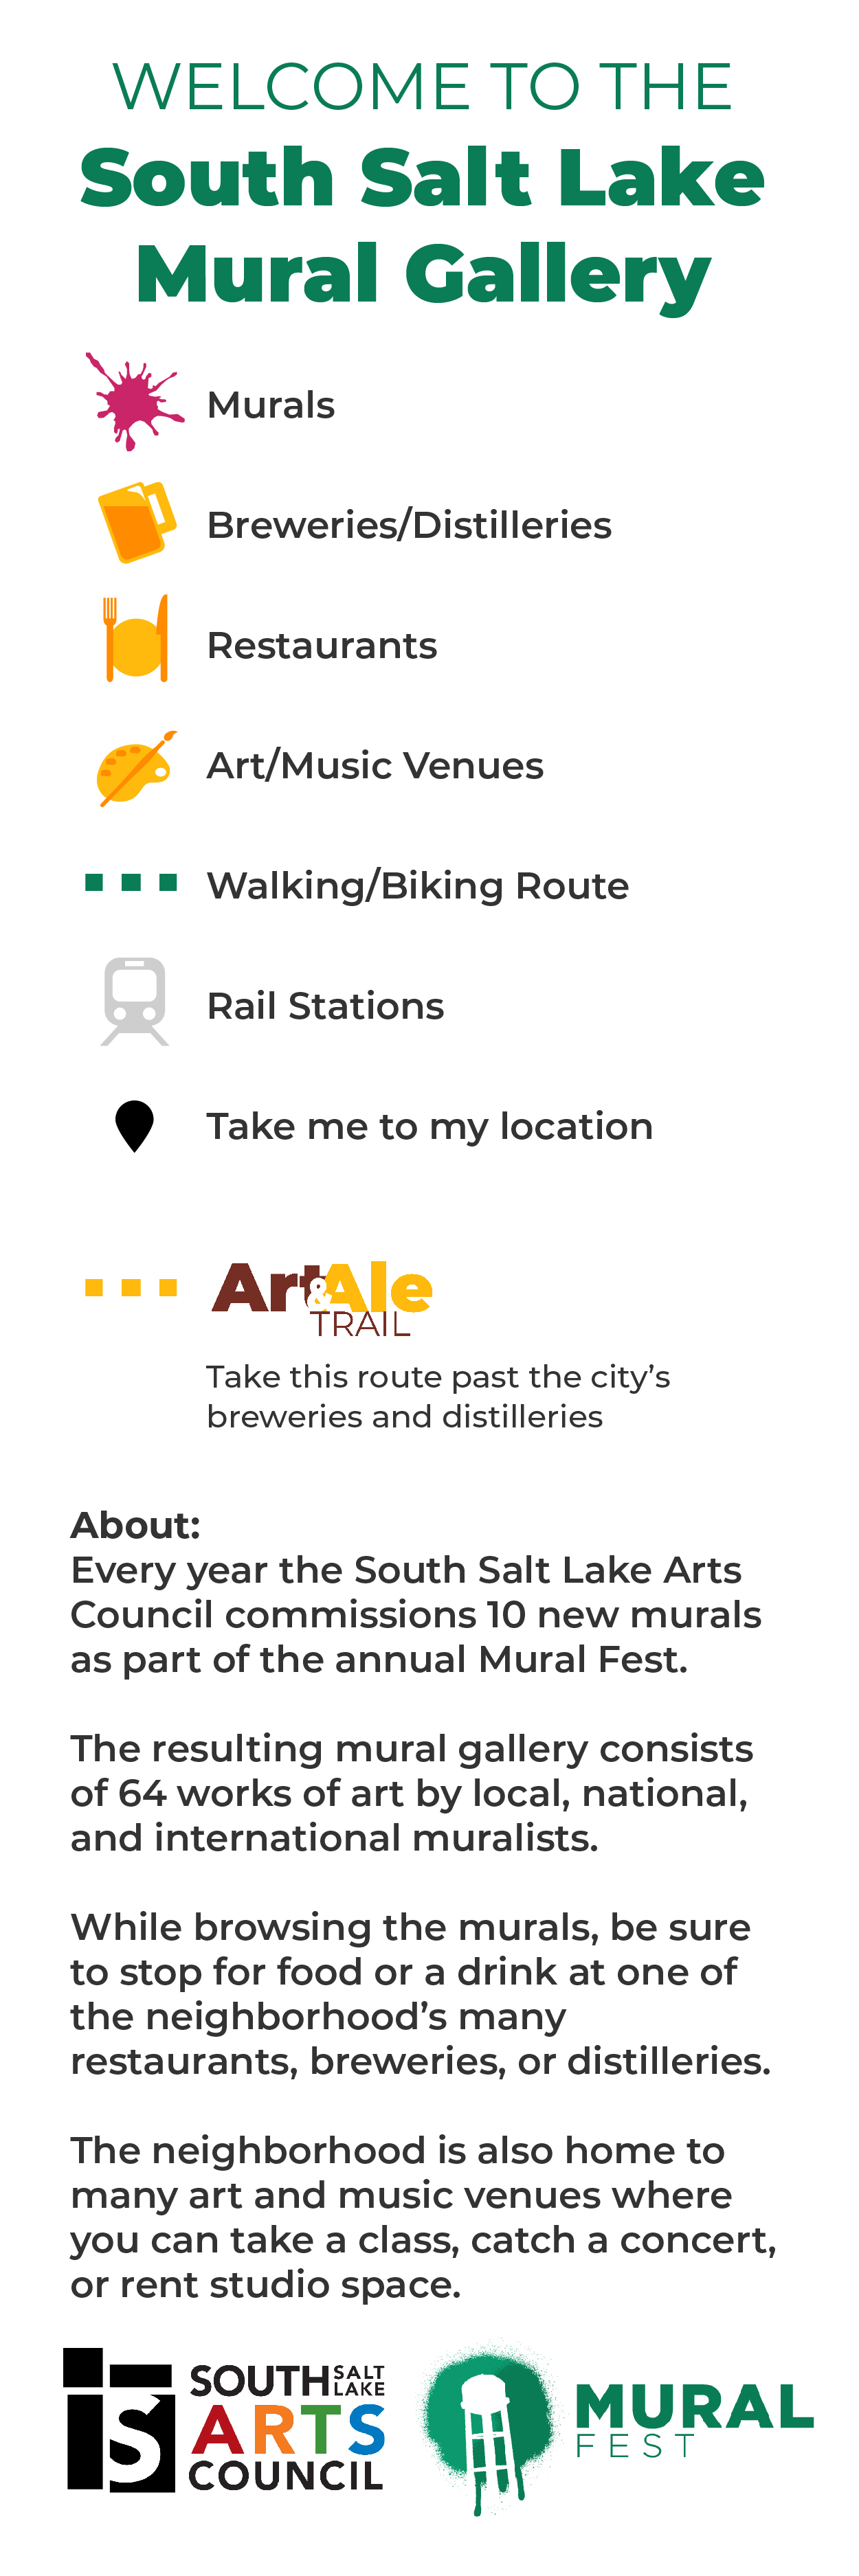 WELCOME TO THE
South Salt Lake
Mural Gallery
Murals
Breweries/Distilleries
Restaurants
Art/Music Venues
Walking/Biking Route
Rail Stations
Take me to my location
Art&Ale
TRAIL
Take this route past the city’s
breweries and distilleries
About:
Every year the South Salt Lake Arts
Council commissions 10 new murals
as part of the annual Mural Fest.
The resulting mural gallery consists
of 64 works of art by local, national,
and international muralists.
While browsing the murals, be sure
to stop for food or a drink at one of
the neighborhood’s many
restaurants, breweries, or distilleries.
The neighborhood is also home to
many art and music venues where
you can take a class, catch a concert,
or rent studio space.
S
SOUTH SALT LAKE
ARTS
COUNCIL
MURAL
FEST